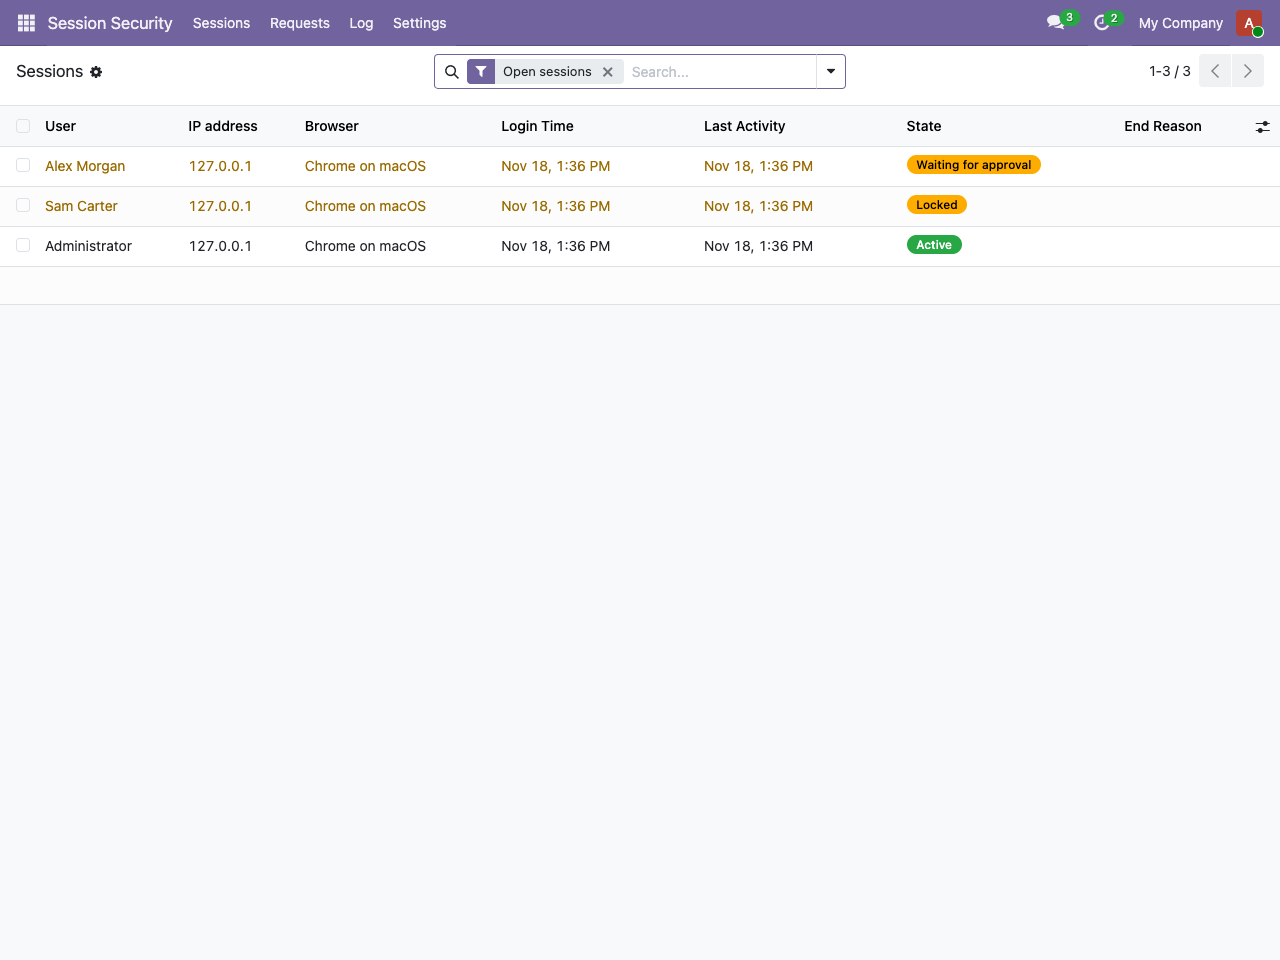 Session Security Sessions Requests Log Settings 3 2 My Company A
Sessions Open sessions Search... 1-3 / 3
User IP address Browser Login Time Last Activity State End Reason
Alex Morgan 127.0.0.1 Chrome on macOS Nov 18, 1:36 PM Nov 18, 1:36 PM Waiting for approval
Sam Carter 127.0.0.1 Chrome on macOS Nov 18, 1:36 PM Nov 18, 1:36 PM Locked
Administrator 127.0.0.1 Chrome on macOS Nov 18, 1:36 PM Nov 18, 1:36 PM Active